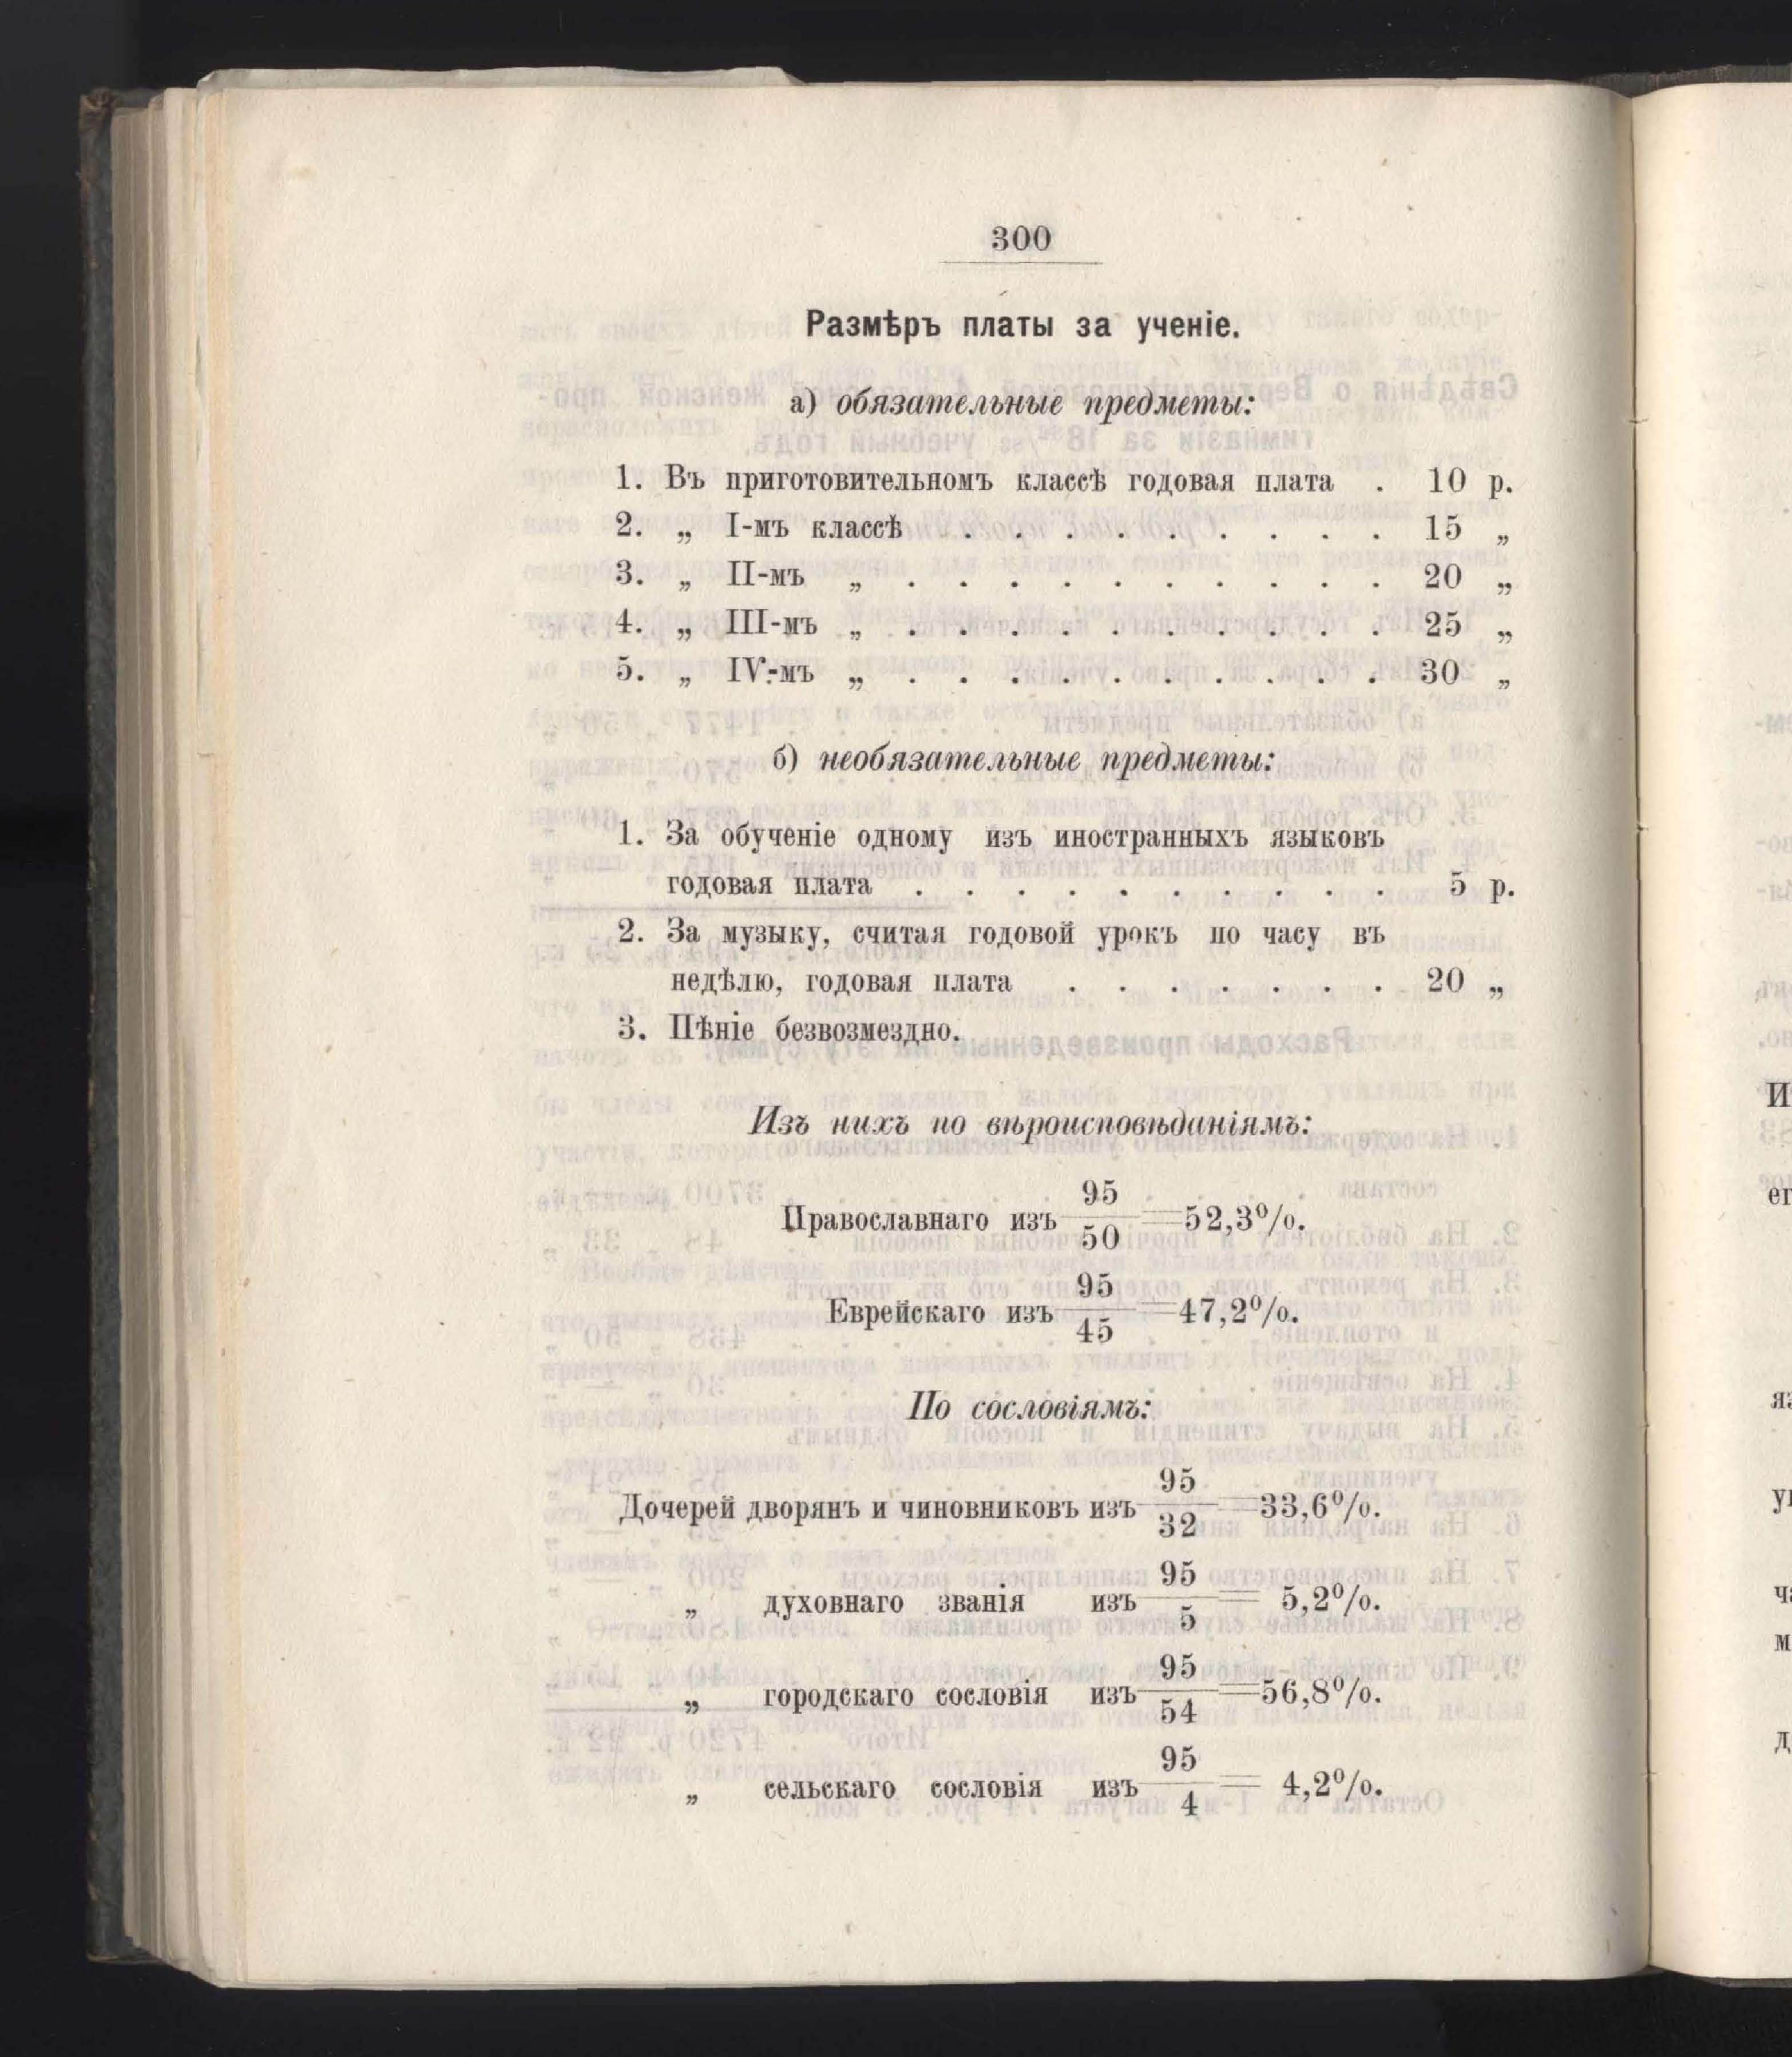 300
Размѣръ платы за ученіе.
а) обязательные предметы:
1. Въ приготовительномъ классѣ годовая плата . 10 р.
2. „ I-мъ классѣ . . . . . . . . . 15 „
3. „ II-мъ „ . . . . . . . . . . 20 „
4. „ III-мъ „ . . . . . . . . . . 25 „
5. „ IV-мъ „ . . . . . . . . . . 30 „
б) необязательные предметы:
1. За обученіе одному изъ иностранныхъ языковъ
годовая плата . . . . . . . . . . 5 р.
2. За музыку, считая годовой урокъ по часу въ
недѣлю, годовая плата . . . . . . . 20 „
3. Пѣніе безвозмездно.
Изъ нихъ по вѣроисповѣданіямъ:
Православнаго изъ 95/50 = 52,3%.
Еврейскаго изъ 95/45 = 47,2%.
По сословіямъ:
Дочерей дворянъ и чиновниковъ изъ 95/32 = 33,6%.
„ духовнаго званія изъ 95/5 = 5,2%.
„ городскаго сословія изъ 95/54 = 56,8%.
„ сельскаго сословія изъ 95/4 = 4,2%.